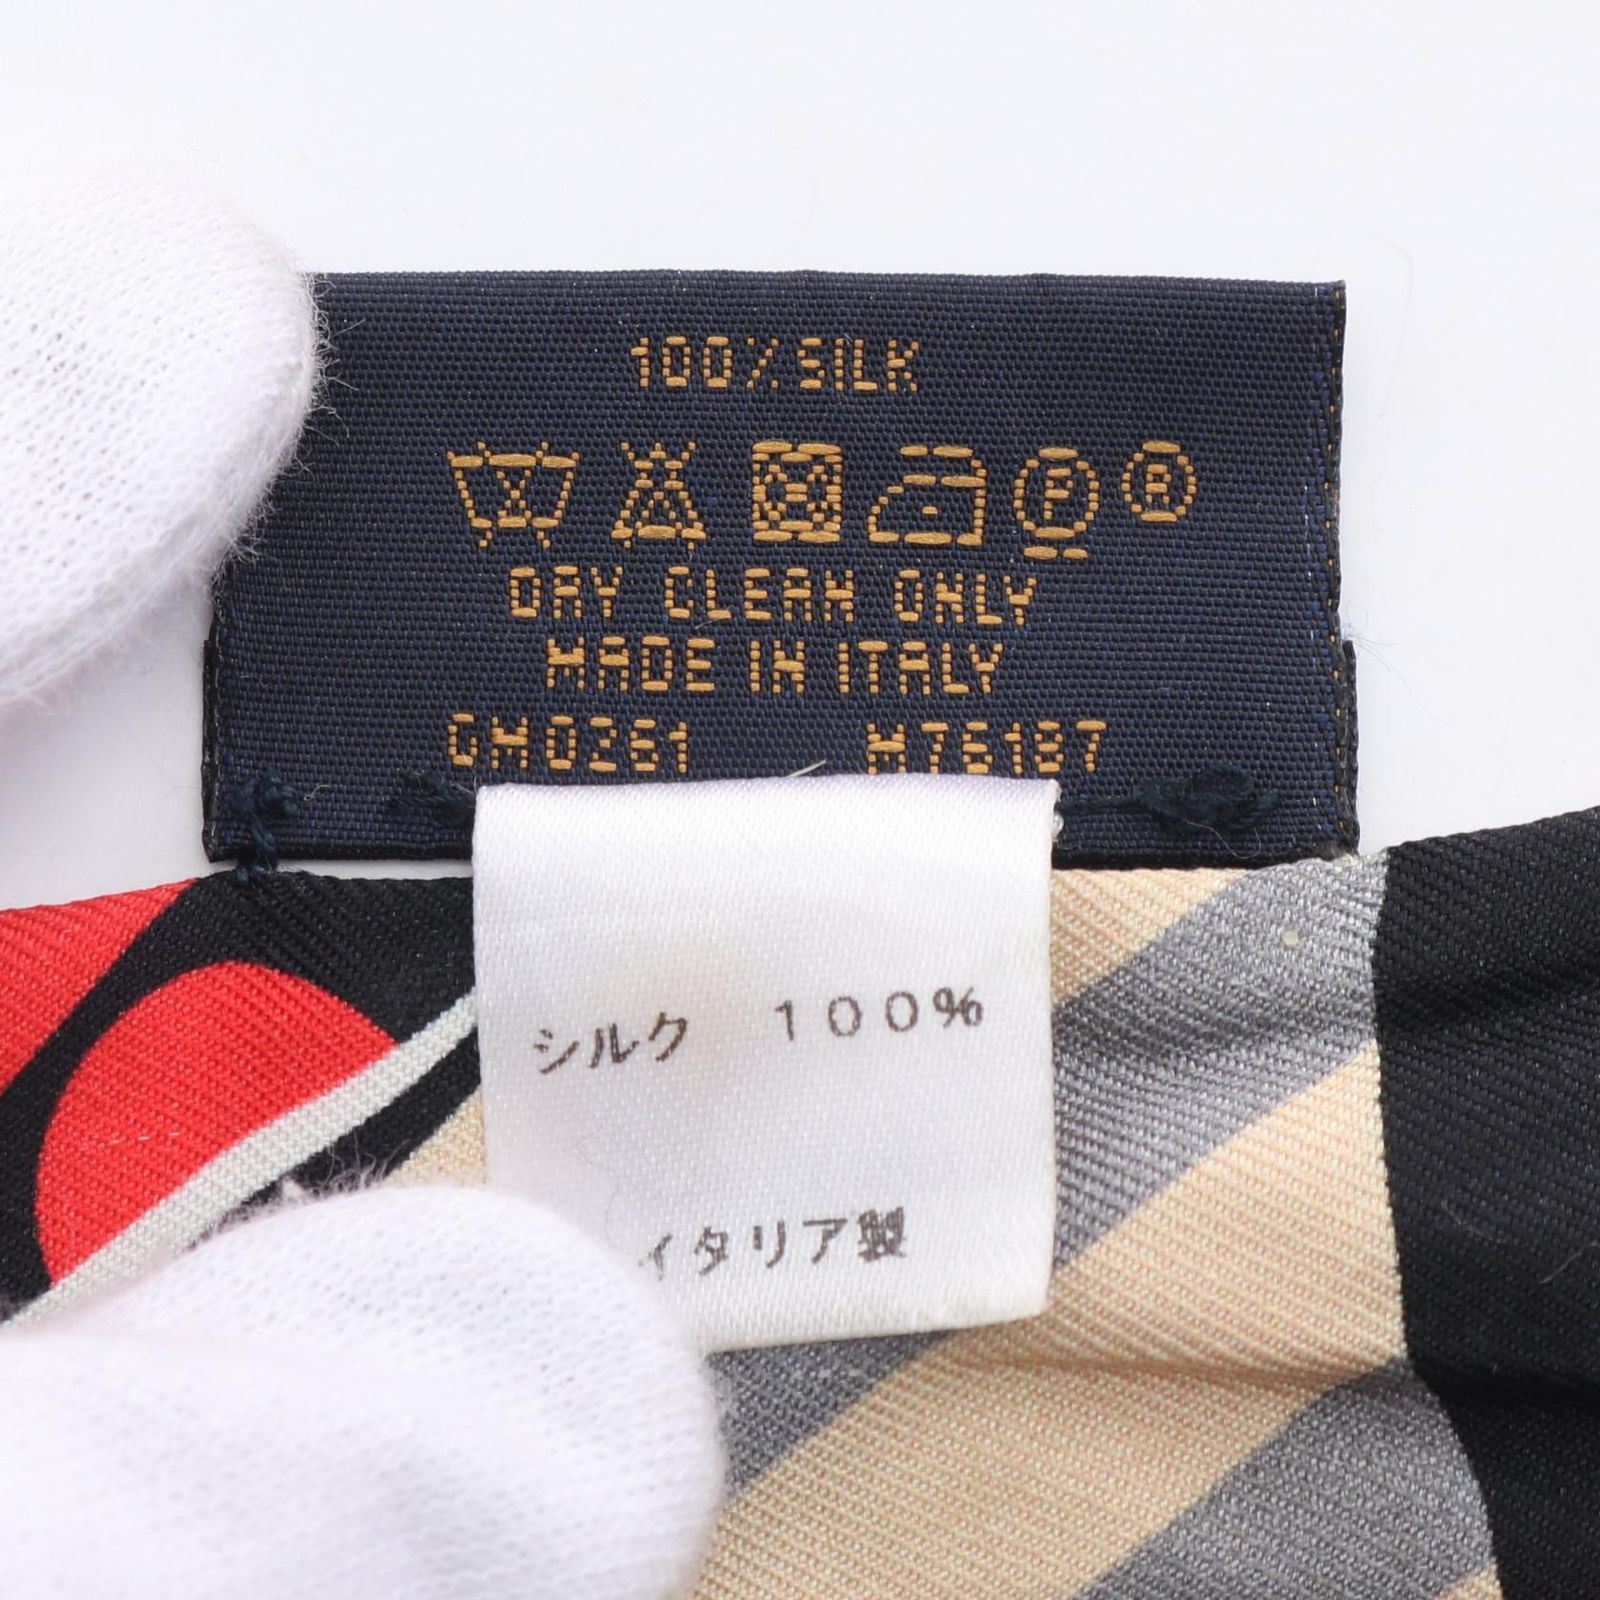 100% SILK
F R
DRY CLEAN ONLY
MADE IN ITALY
GM0261 M76187
シルク 100%
イタリア製